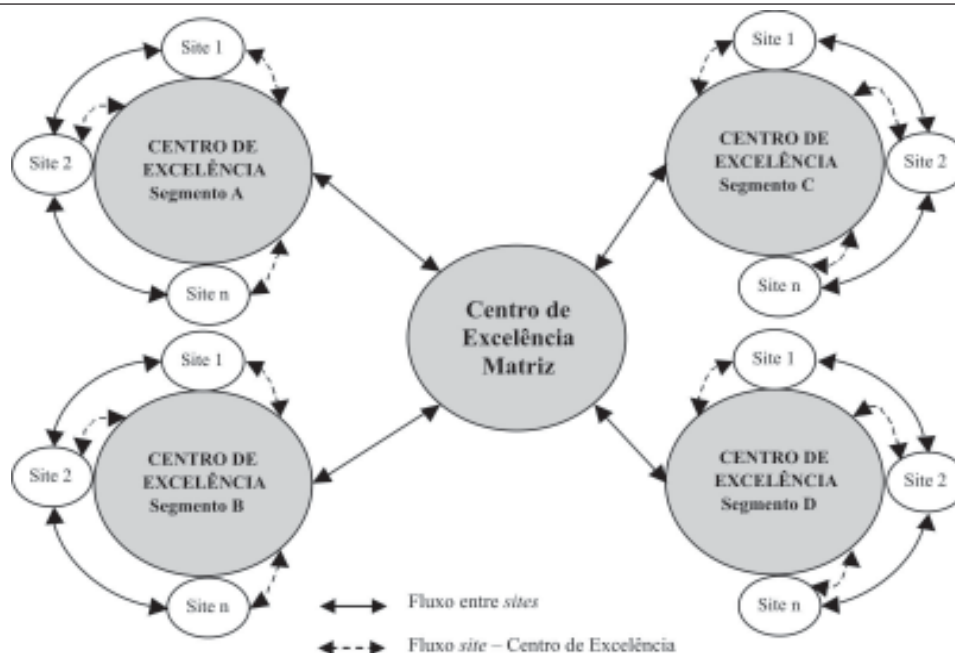 Site 1
Site 2
CENTRO DE
EXCELÊNCIA
Segmento A
Site n
Site 1
Site 2
CENTRO DE
EXCELÊNCIA
Segmento C
Site n
Centro de
Excelência
Matriz
Site 1
Site 2
CENTRO DE
EXCELÊNCIA
Segmento B
Site n
Site 1
Site 2
CENTRO DE
EXCELÊNCIA
Segmento D
Site n
Fluxo entre sites
Fluxo site – Centro de Excelência